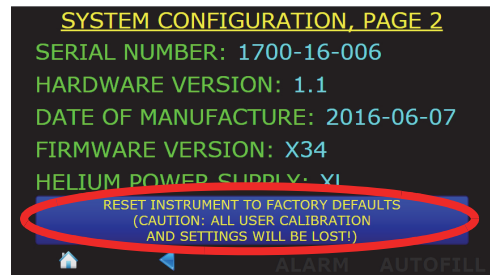 SYSTEM CONFIGURATION, PAGE 2
SERIAL NUMBER: 1700-16-006
HARDWARE VERSION: 1.1
DATE OF MANUFACTURE: 2016-06-07
FIRMWARE VERSION: X34
HELIUM POWER SUPPLY: XL
RESET INSTRUMENT TO FACTORY DEFAULTS
(CAUTION: ALL USER CALIBRATION
AND SETTINGS WILL BE LOST!)
ALARM AUTOFILL